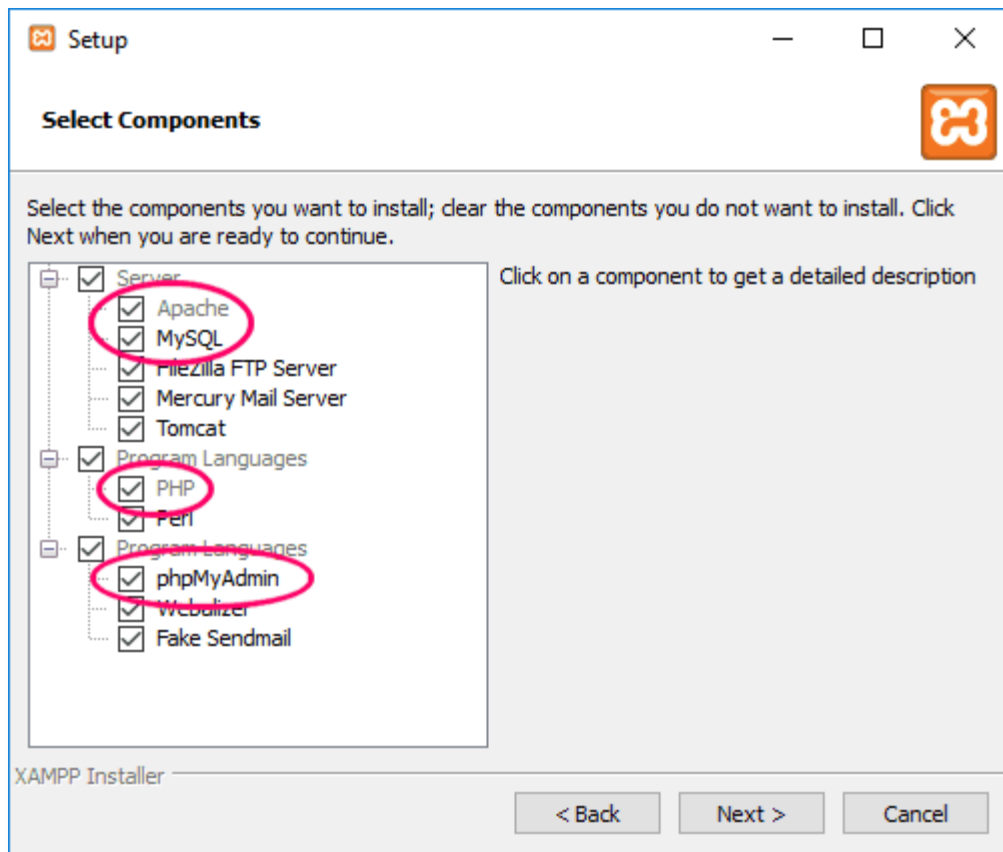 Setup
Select Components
Select the components you want to install; clear the components you do not want to install. Click
Next when you are ready to continue.
Server
Apache
MySQL
FileZilla FTP Server
Mercury Mail Server
Tomcat
Program Languages
PHP
Perl
Program Languages
phpMyAdmin
Webalizer
Fake Sendmail
Click on a component to get a detailed description
XAMPP Installer
< Back
Next >
Cancel